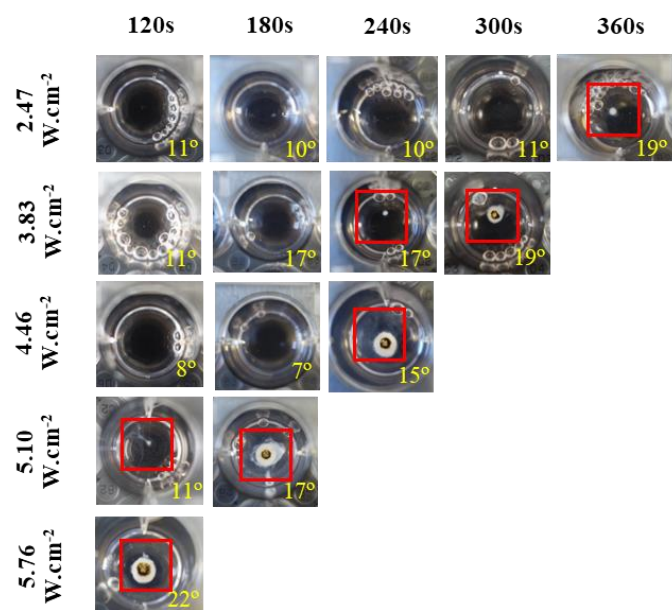 120s 180s 240s 300s 360s
2.47 W.cm⁻²
11º 10º 10º 11º 19º
3.83 W.cm⁻²
11º 17º 17º 19º
4.46 W.cm⁻²
8º 7º 15º
5.10 W.cm⁻²
11º 17º
5.76 W.cm⁻²
22º